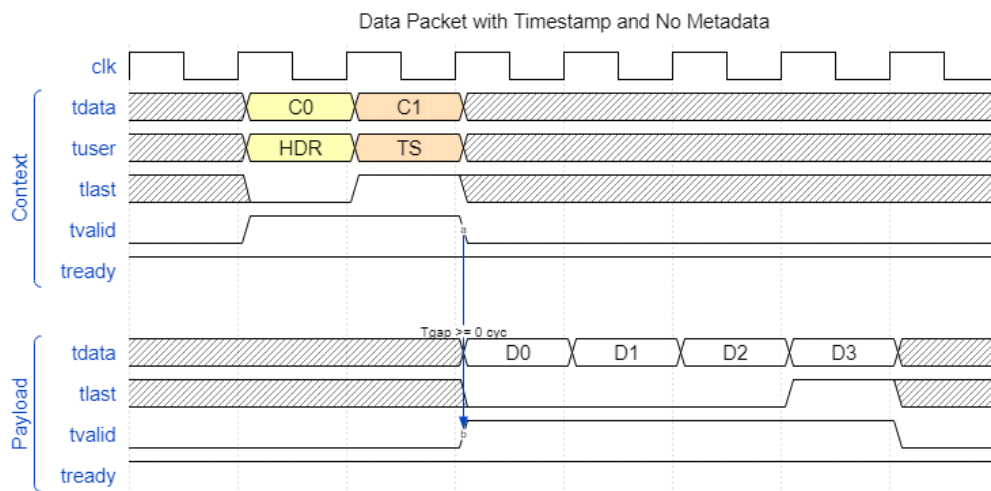 Data Packet with Timestamp and No Metadata
clk
Context
tdata C0 C1
tuser HDR TS
tlast
tvalid a
tready
Tgap >= 0 cyc
Payload
tdata D0 D1 D2 D3
tlast
tvalid b
tready